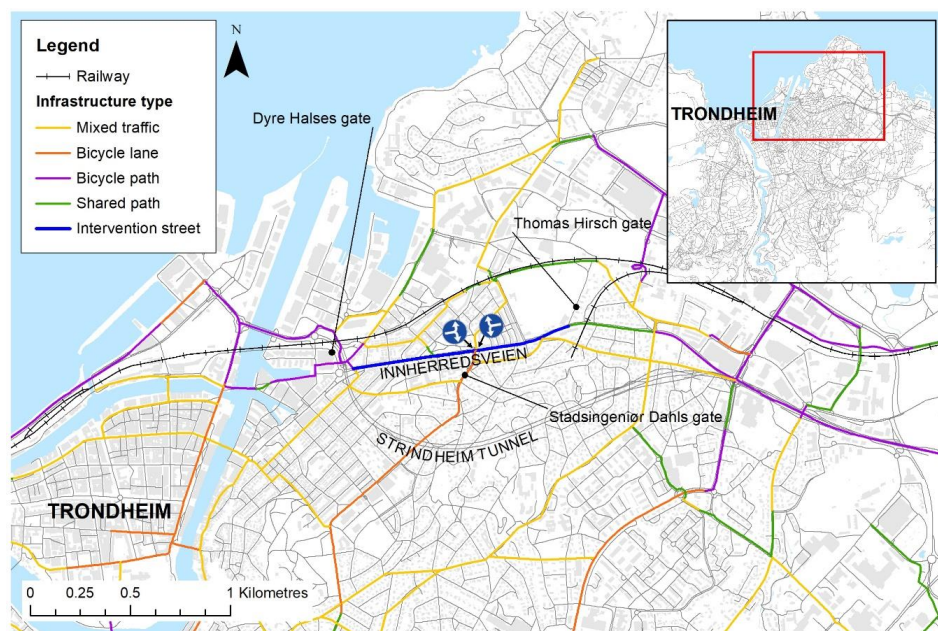 Legend
Railway
Infrastructure type
Mixed traffic
Bicycle lane
Bicycle path
Shared path
Intervention street
N
Dyre Halses gate
TRONDHEIM
Thomas Hirsch gate
INNHERREDSVEIEN
Stadsingeniør Dahls gate
STRINDHEIM TUNNEL
TRONDHEIM
0 0.25 0.5 1 Kilometres